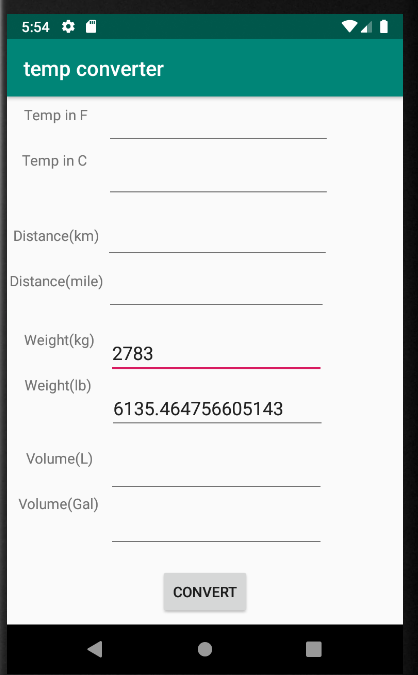 5:54
temp converter
Temp in F
Temp in C
Distance(km)
Distance(mile)
Weight(kg)
2783
Weight(lb)
6135.464756605143
Volume(L)
Volume(Gal)
CONVERT